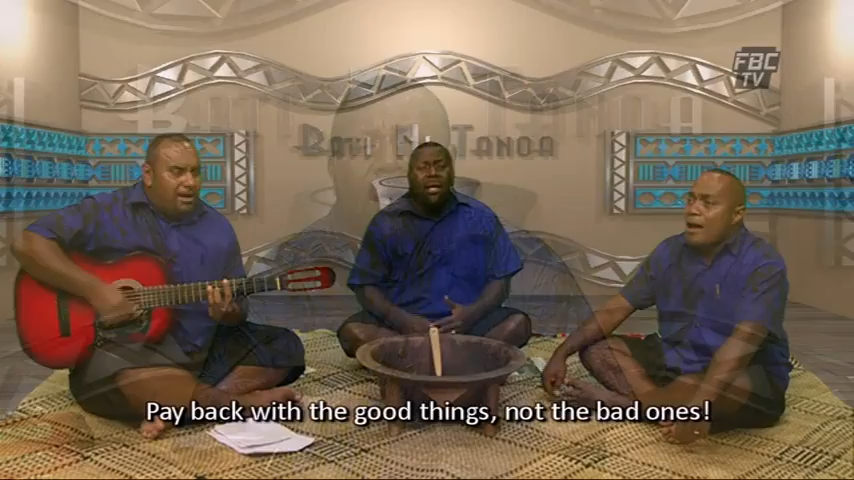 FBC
TV
Bati Ni Tanoa
Pay back with the good things, not the bad ones!